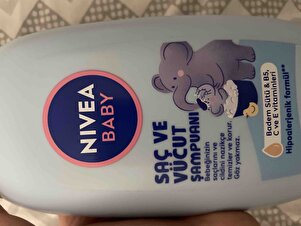 NIVEA
BABY
SAÇ VE
VÜCUT
ŞAMPUANI
Bebeğinizin
saçlarını ve
cildini nazikçe
temizler ve korur.
Göz yakmaz.
Badem Sütü & B5,
C ve E vitaminleri
Hipoalerjenik formül**